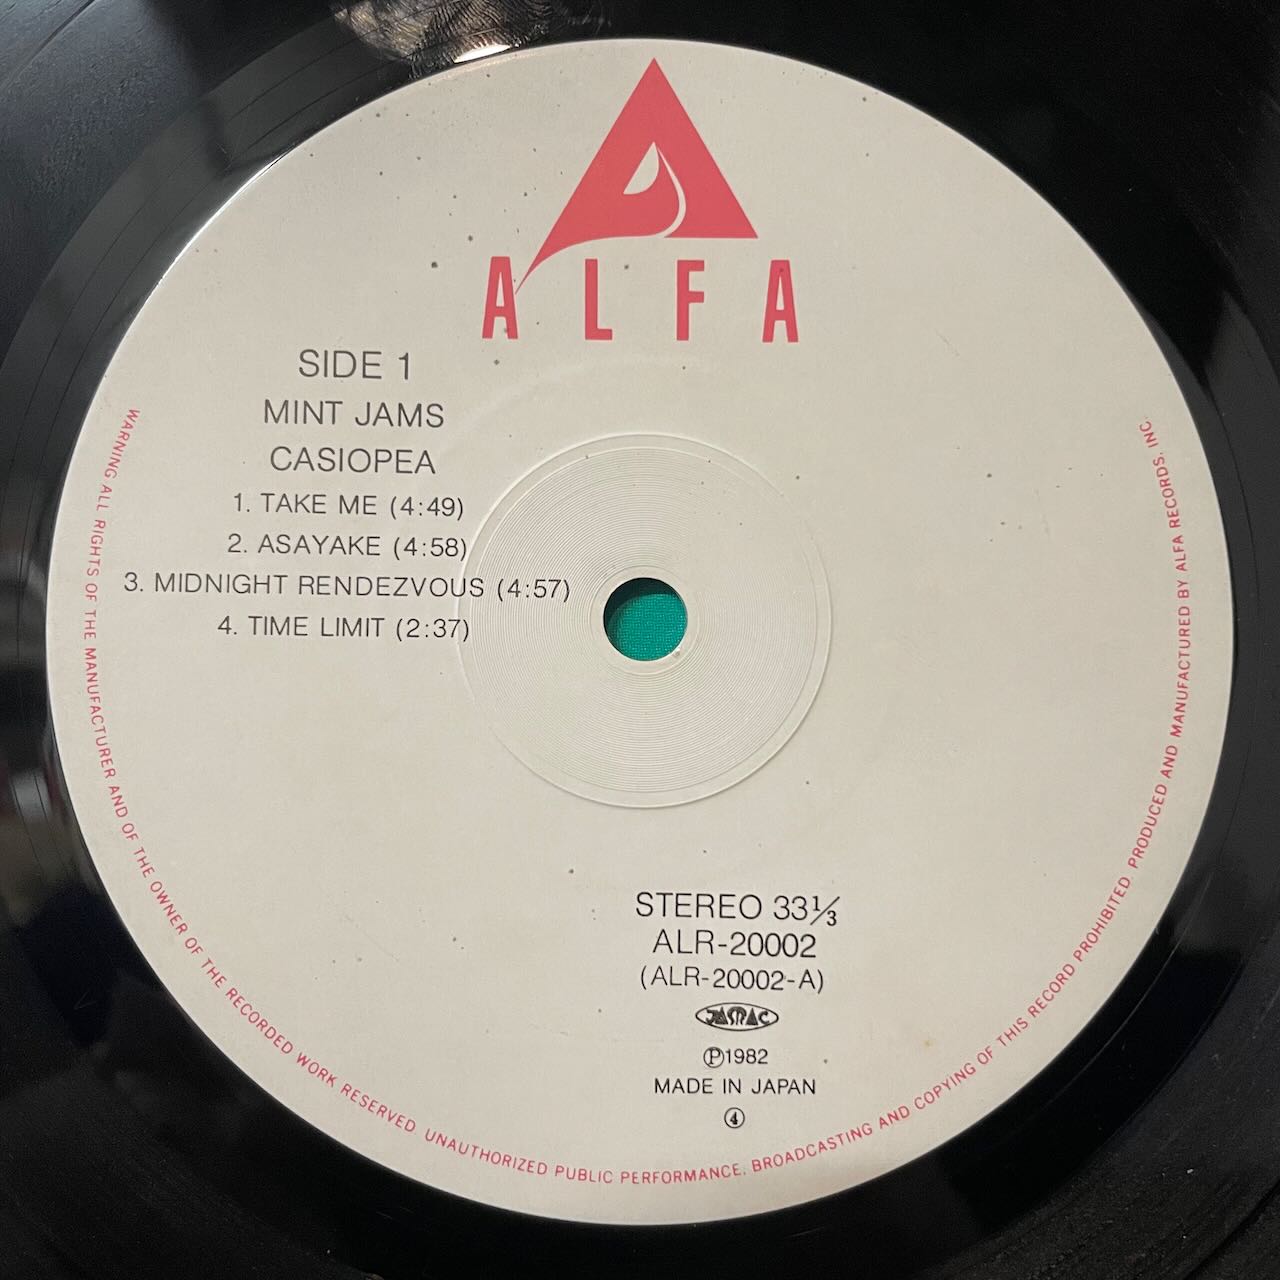 ALFA
SIDE 1
MINT JAMS
CASIOPEA
1. TAKE ME (4:49)
2. ASAYAKE (4:58)
3. MIDNIGHT RENDEZVOUS (4:57)
4. TIME LIMIT (2:37)
STEREO 33⅓
ALR-20002
(ALR-20002-A)
JASRAC
Ⓟ1982
MADE IN JAPAN
④
WARNING ALL RIGHTS OF THE MANUFACTURER AND OF THE OWNER OF THE RECORDED WORK RESERVED. UNAUTHORIZED PUBLIC PERFORMANCE. BROADCASTING AND COPYING OF THIS RECORD PROHIBITED. PRODUCED AND MANUFACTURED BY ALFA RECORDS, INC.